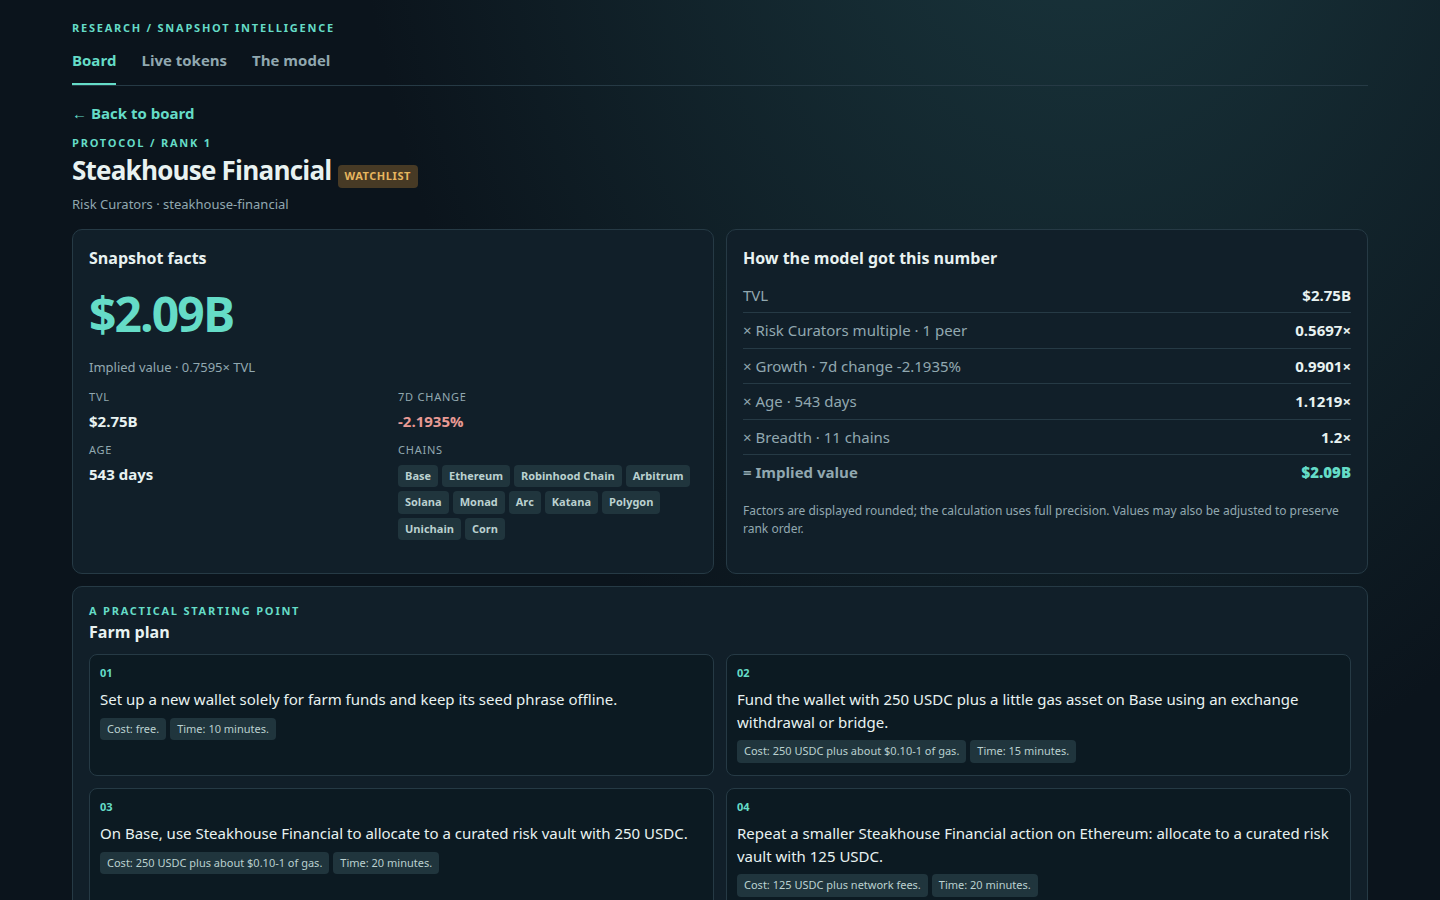 RESEARCH / SNAPSHOT INTELLIGENCE
Board Live tokens The model
← Back to board
PROTOCOL / RANK 1
Steakhouse Financial WATCHLIST
Risk Curators · steakhouse-financial
Snapshot facts
$2.09B
Implied value · 0.7595× TVL
TVL
$2.75B
7D CHANGE
-2.1935%
AGE
543 days
CHAINS
Base Ethereum Robinhood Chain Arbitrum
Solana Monad Arc Katana Polygon
Unichain Corn
How the model got this number
TVL $2.75B
× Risk Curators multiple · 1 peer 0.5697×
× Growth · 7d change -2.1935% 0.9901×
× Age · 543 days 1.1219×
× Breadth · 11 chains 1.2×
= Implied value $2.09B
Factors are displayed rounded; the calculation uses full precision. Values may also be adjusted to preserve
rank order.
A PRACTICAL STARTING POINT
Farm plan
01
Set up a new wallet solely for farm funds and keep its seed phrase offline.
Cost: free. Time: 10 minutes.
02
Fund the wallet with 250 USDC plus a little gas asset on Base using an exchange
withdrawal or bridge.
Cost: 250 USDC plus about $0.10-1 of gas. Time: 15 minutes.
03
On Base, use Steakhouse Financial to allocate to a curated risk vault with 250 USDC.
Cost: 250 USDC plus about $0.10-1 of gas. Time: 20 minutes.
04
Repeat a smaller Steakhouse Financial action on Ethereum: allocate to a curated risk
vault with 125 USDC.
Cost: 125 USDC plus network fees. Time: 20 minutes.